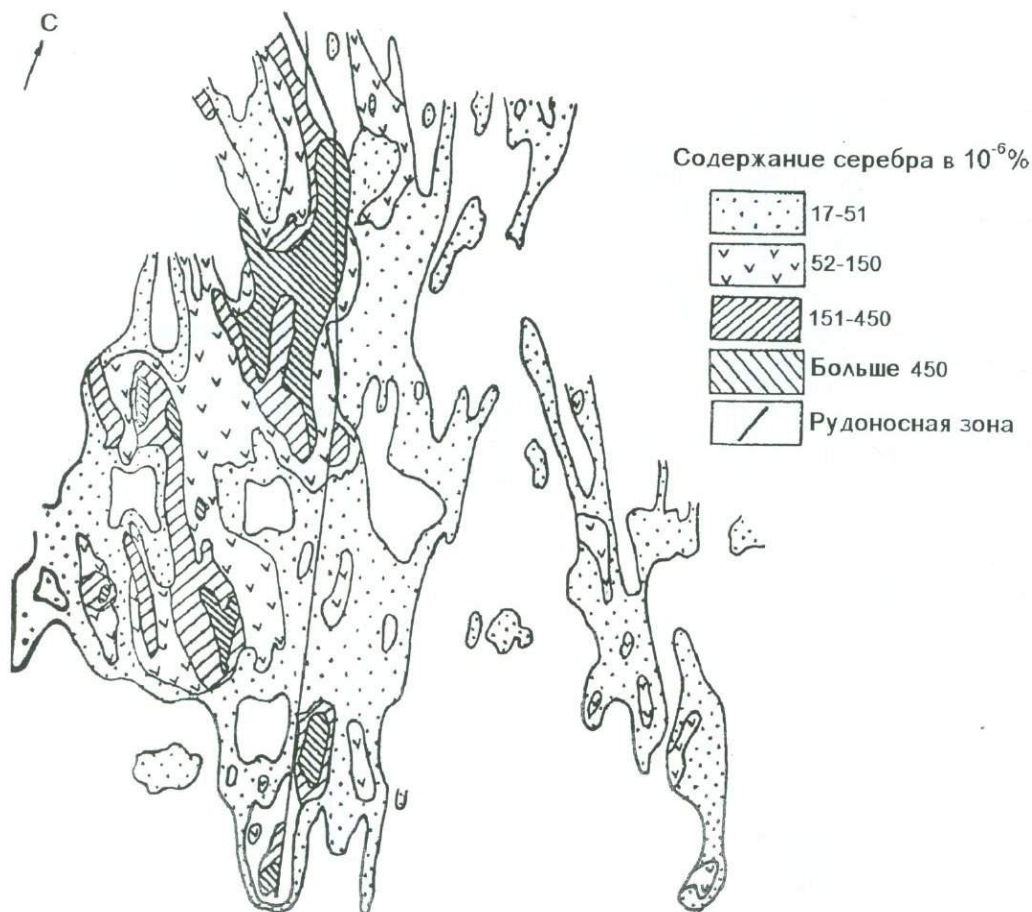 С
Содержание серебра в 10⁻⁶%
17-51
52-150
151-450
Больше 450
Рудоносная зона